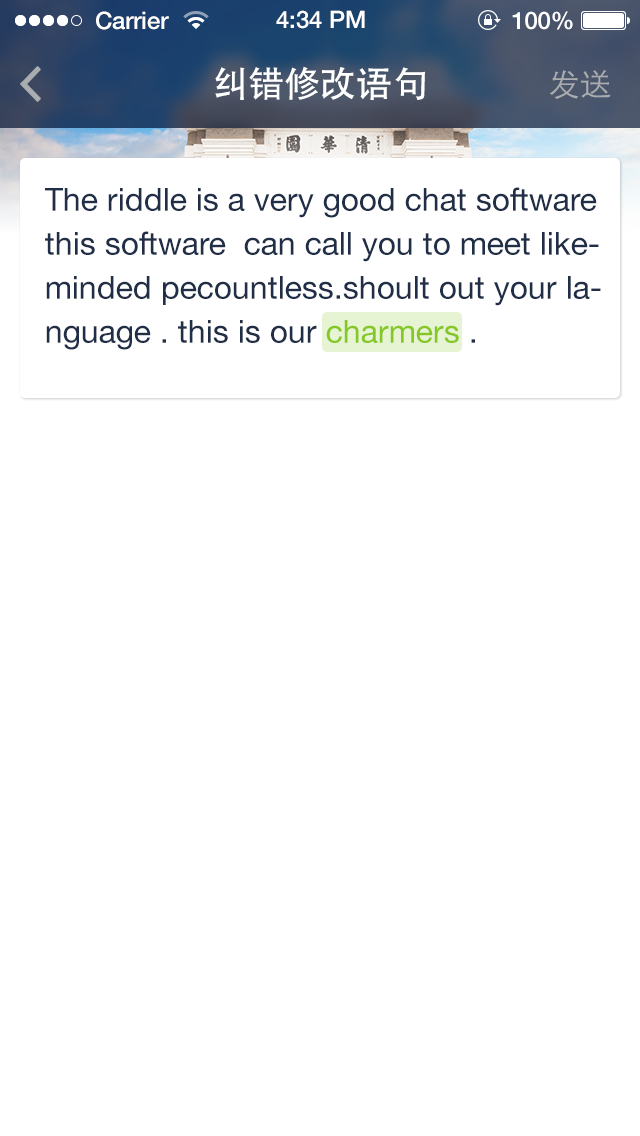 Carrier 4:34 PM 100%
纠错修改语句 发送
園 華 清
The riddle is a very good chat software
this software  can call you to meet like-
minded pecountless.shoult out your la-
nguage . this is our charmers .